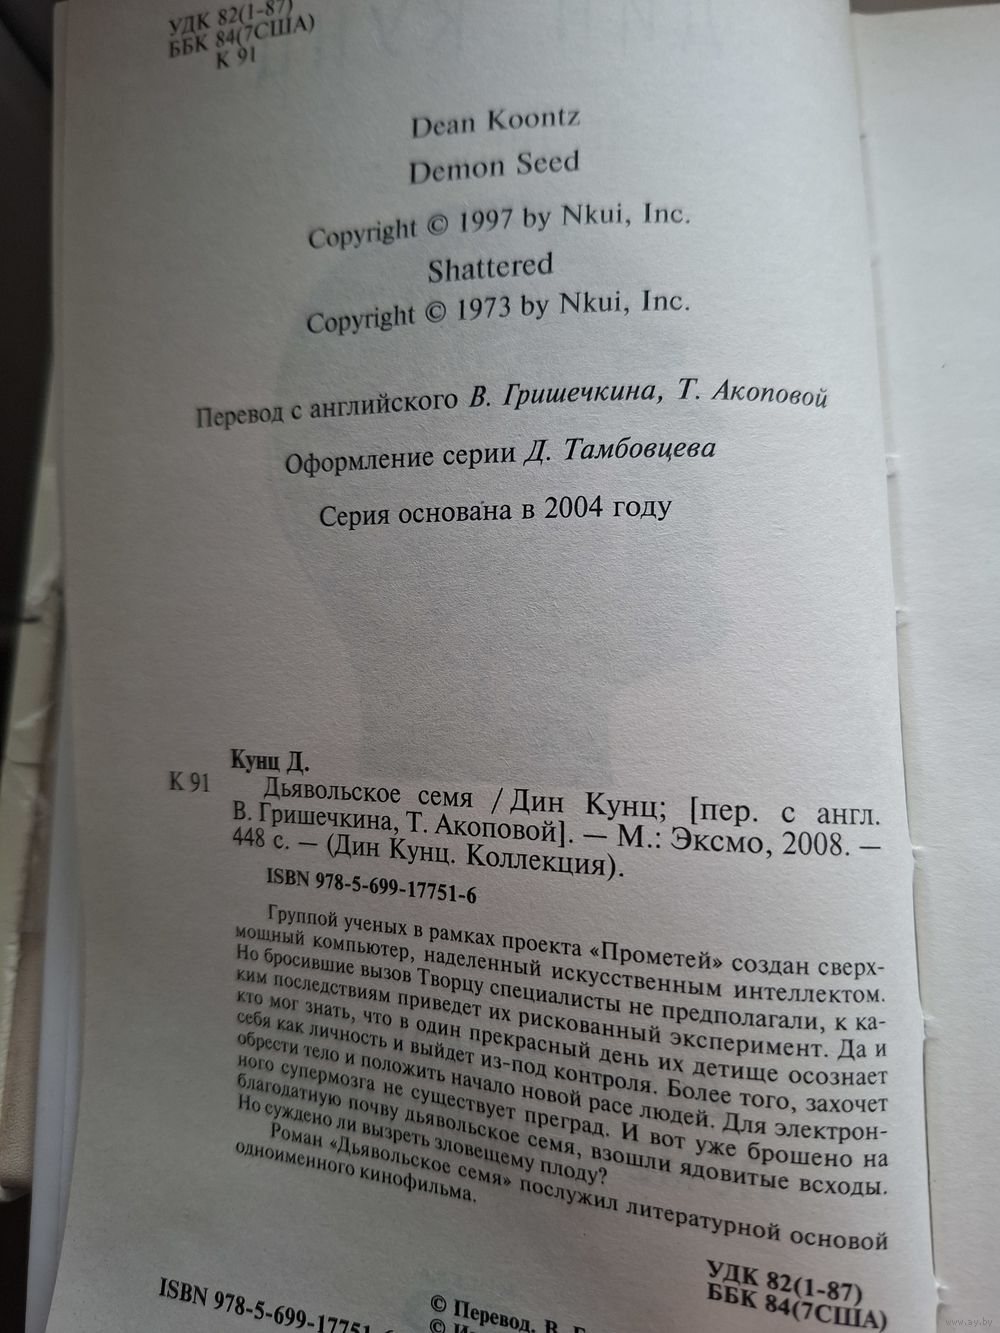 УДК 82(1-87)
ББК 84(7США)
К 91
Dean Koontz
Demon Seed
Copyright © 1997 by Nkui, Inc.
Shattered
Copyright © 1973 by Nkui, Inc.
Перевод с английского В. Гришечкина, Т. Акоповой
Оформление серии Д. Тамбовцева
Серия основана в 2004 году
Кунц Д.
К 91 Дьявольское семя / Дин Кунц; [пер. с англ.
В. Гришечкина, Т. Акоповой]. — М.: Эксмо, 2008. —
448 с. — (Дин Кунц. Коллекция).
ISBN 978-5-699-17751-6
Группой ученых в рамках проекта «Прометей» создан сверх-
мощный компьютер, наделенный искусственным интеллектом.
Но бросившие вызов Творцу специалисты не предполагали, к ка-
ким последствиям приведет их рискованный эксперимент. Да и
кто мог знать, что в один прекрасный день их детище осознает
себя как личность и выйдет из-под контроля. Более того, захочет
обрести тело и положить начало новой расе людей. Для электрон-
ного супермозга не существует преград. И вот уже брошено на
благодатную почву дьявольское семя, взошли ядовитые всходы.
Но суждено ли вызреть зловещему плоду?
Роман «Дьявольское семя» послужил литературной основой
одноименного кинофильма.
УДК 82(1-87)
ББК 84(7США)
ISBN 978-5-699-17751-6
© Перевод. В.
©
www.ay.by